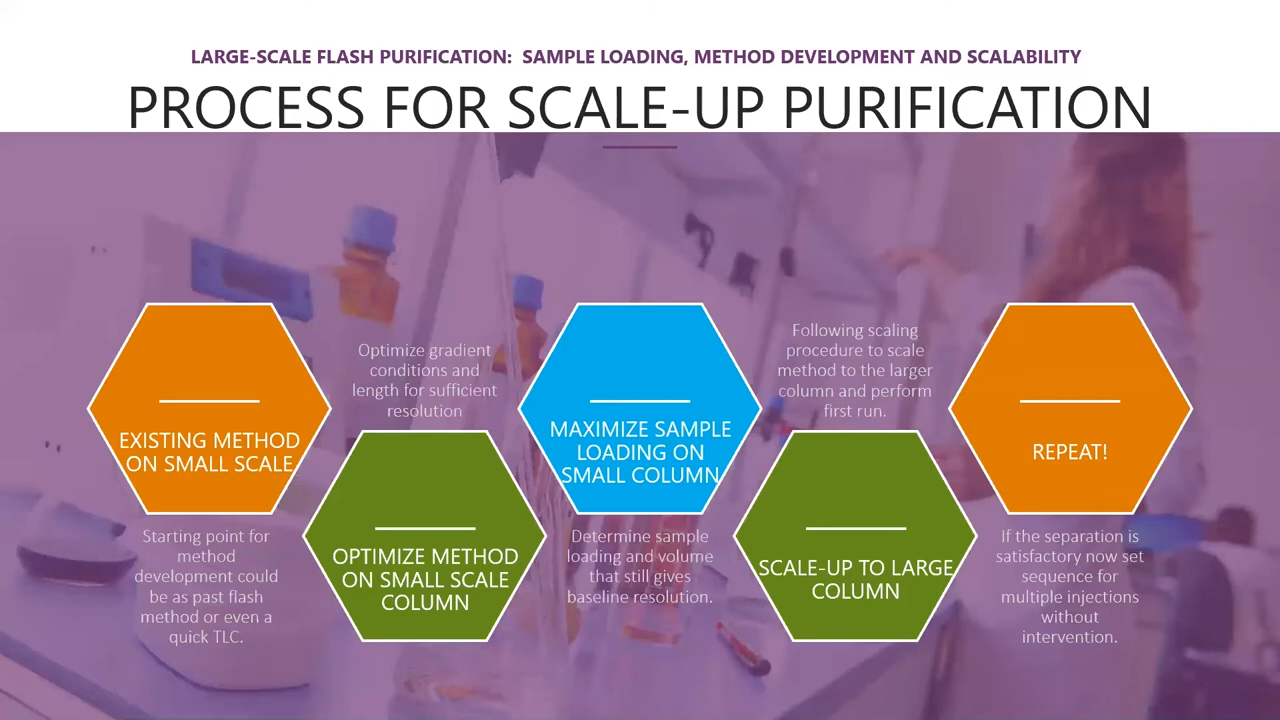 LARGE-SCALE FLASH PURIFICATION: SAMPLE LOADING, METHOD DEVELOPMENT AND SCALABILITY
PROCESS FOR SCALE-UP PURIFICATION
EXISTING METHOD
ON SMALL SCALE
Starting point for
method
development could
be as past flash
method or even a
quick TLC.
Optimize gradient
conditions and
length for sufficient
resolution
OPTIMIZE METHOD
ON SMALL SCALE
COLUMN
MAXIMIZE SAMPLE
LOADING ON
SMALL COLUMN
Determine sample
loading and volume
that still gives
baseline resolution.
Following scaling
procedure to scale
method to the larger
column and perform
first run.
SCALE-UP TO LARGE
COLUMN
REPEAT!
If the separation is
satisfactory now set
sequence for
multiple injections
without
intervention.